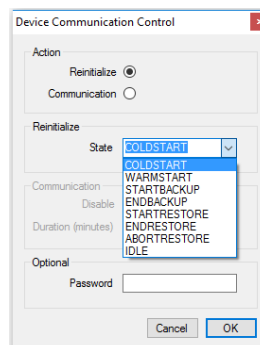 Device Communication Control
Action
Reinitialize
Communication
Reinitialize
State COLDSTART
COLDSTART
WARMSTART
STARTBACKUP
ENDBACKUP
STARTRESTORE
ENDRESTORE
ABORTRESTORE
IDLE
Communication
Disable
Duration (minutes)
Optional
Password
Cancel OK